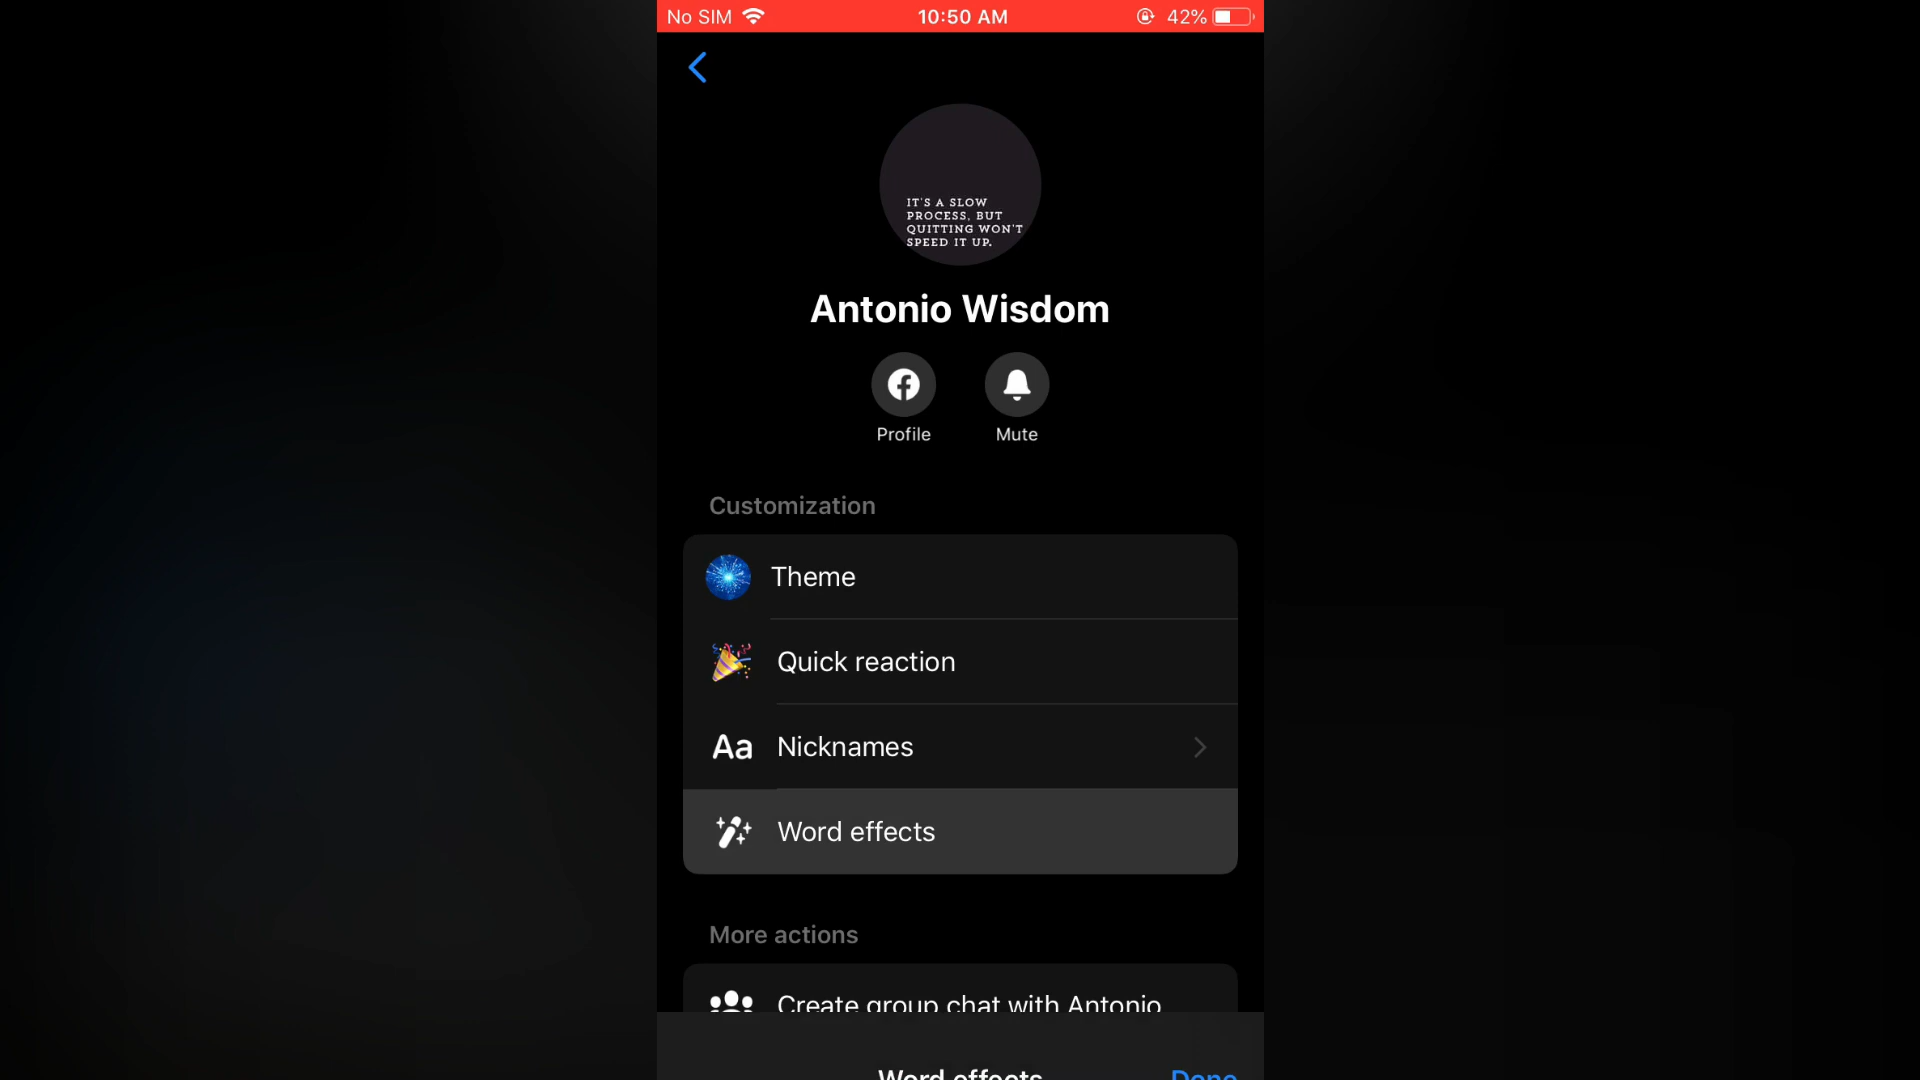 No SIM 10:50 AM 42%
IT'S A SLOW
PROCESS, BUT
QUITTING WON'T
SPEED IT UP.
Antonio Wisdom
Profile Mute
Customization
Theme
Quick reaction
Aa Nicknames
Word effects
More actions
Create group chat with Antonio
Word effects Done